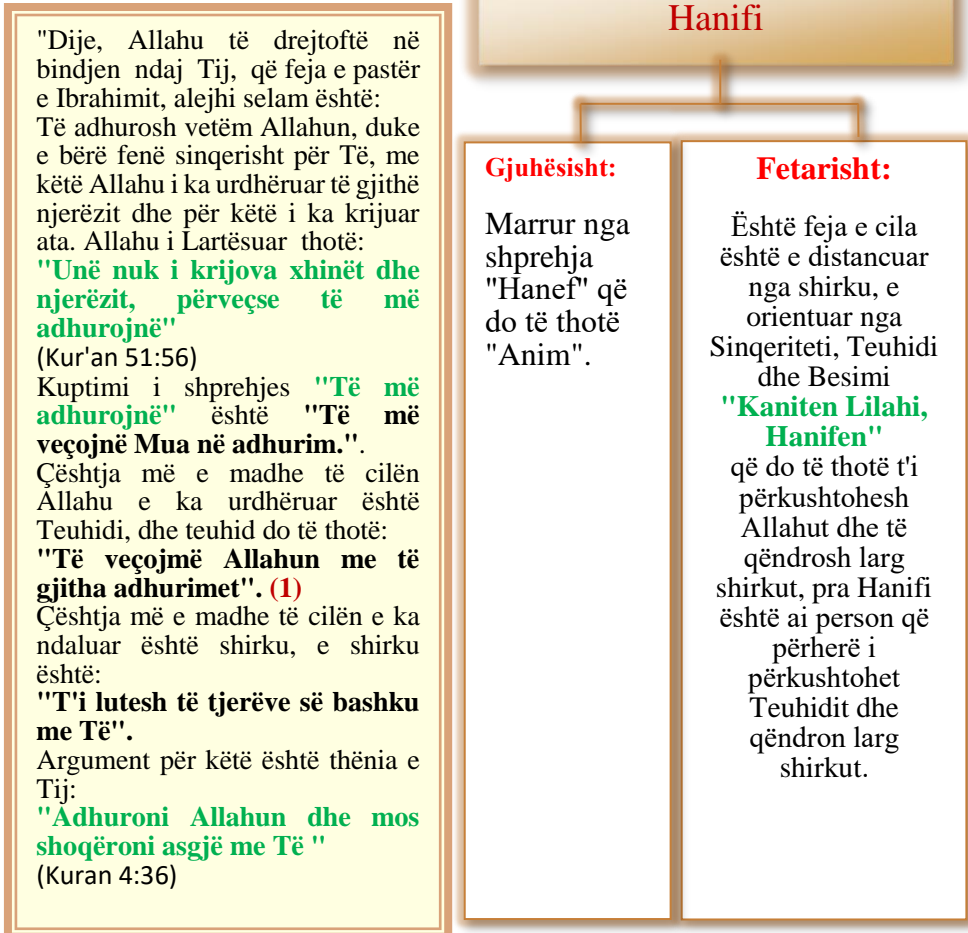 "Dije, Allahu të drejtoftë në
bindjen ndaj Tij, që feja e pastër
e Ibrahimit, alejhi selam është:
Të adhurosh vetëm Allahun, duke
e bërë fenë sinqerisht për Të, me
këtë Allahu i ka urdhëruar të gjithë
njerëzit dhe për këtë i ka krijuar
ata. Allahu i Lartësuar thotë:
"Unë nuk i krijova xhinët dhe
njerëzit, përveçse të më
adhurojnë"
(Kur'an 51:56)
Kuptimi i shprehjes "Të më
adhurojnë" është "Të më
veçojnë Mua në adhurim.".
Çështja më e madhe të cilën
Allahu e ka urdhëruar është
Teuhidi, dhe teuhid do të thotë:
"Të veçojmë Allahun me të
gjitha adhurimet". (1)
Çështja më e madhe të cilën e ka
ndaluar është shirku, e shirku
është:
"T'i lutesh të tjerëve së bashku
me Të".
Argument për këtë është thënia e
Tij:
"Adhuroni Allahun dhe mos
shoqëroni asgjë me Të "
(Kuran 4:36)
Hanifi
Gjuhësisht:
Marrur nga
shprehja
"Hanef" që
do të thotë
"Anim".
Fetarisht:
Është feja e cila
është e distancuar
nga shirku, e
orientuar nga
Sinqeriteti, Teuhidi
dhe Besimi
"Kaniten Lilahi,
Hanifen"
që do të thotë t'i
përkushtohesh
Allahut dhe të
qëndrosh larg
shirkut, pra Hanifi
është ai person që
përherë i
përkushtohet
Teuhidit dhe
qëndron larg
shirkut.